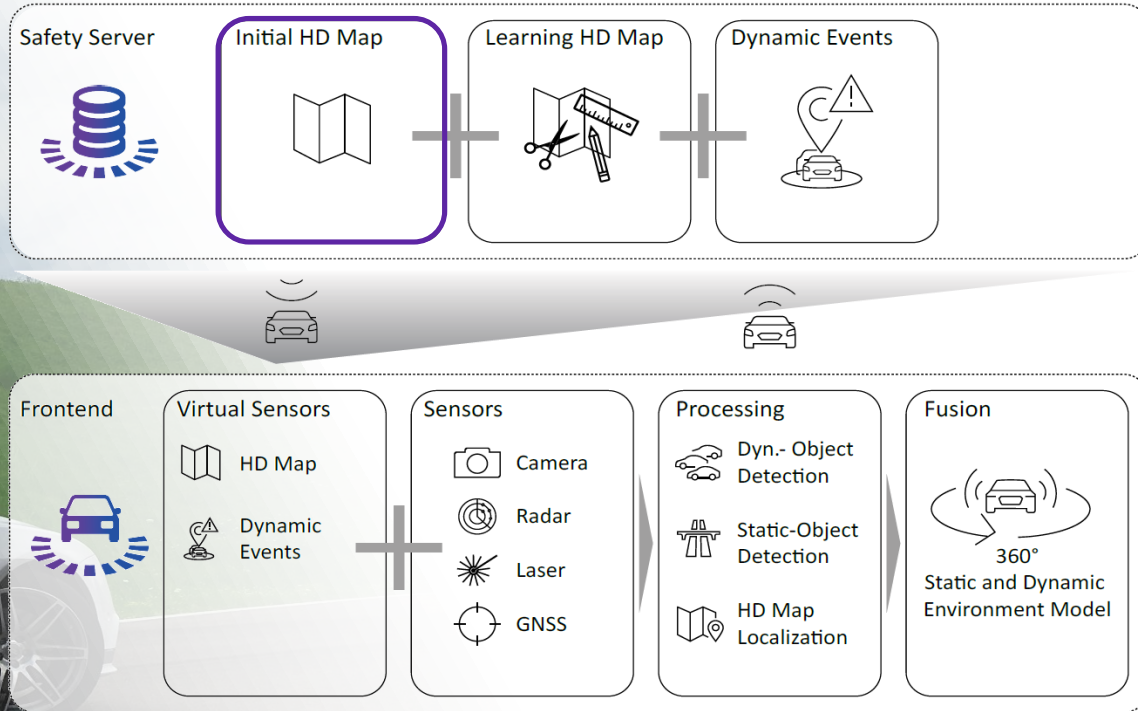 Safety Server
Initial HD Map
Learning HD Map
Dynamic Events
Frontend
Virtual Sensors
HD Map
Dynamic
Events
Sensors
Camera
Radar
Laser
GNSS
Processing
Dyn.- Object
Detection
Static-Object
Detection
HD Map
Localization
Fusion
360°
Static and Dynamic
Environment Model